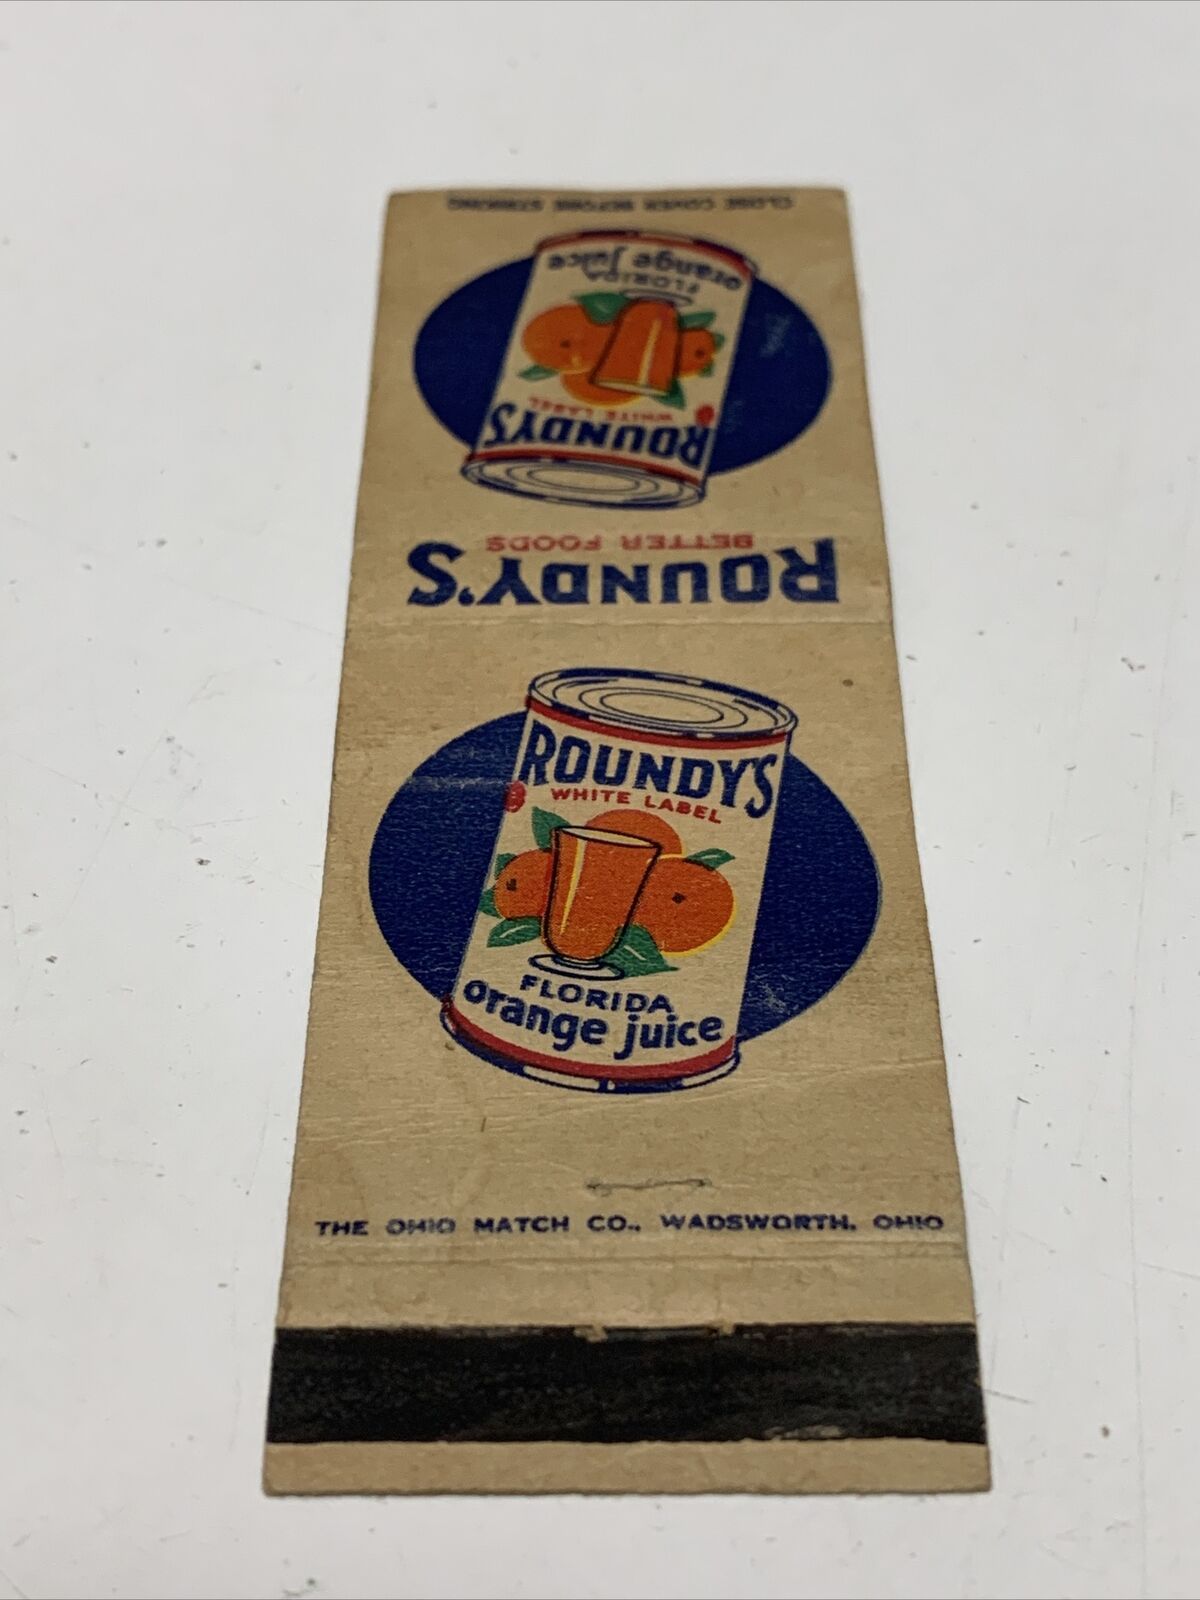 CLOSE COVER BEFORE STRIKING
orange juice
FLORIDA
WHITE LABEL
ROUNDY'S
BETTER FOODS
ROUNDY'S
ROUNDY'S
WHITE LABEL
FLORIDA
orange juice
THE OHIO MATCH CO., WADSWORTH, OHIO